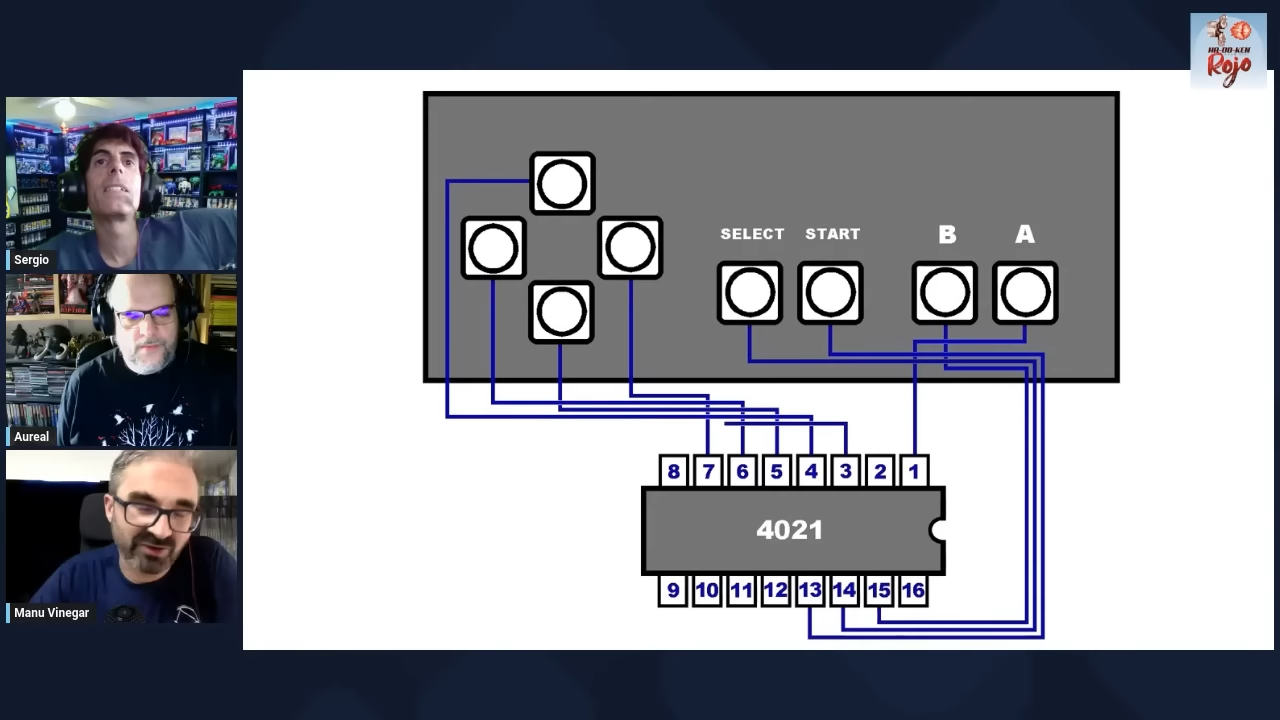 HA-DO-KEN
Rojo
Sergio
Aureal
Manu Vinegar
SELECT START B A
8 7 6 5 4 3 2 1
4021
9 10 11 12 13 14 15 16